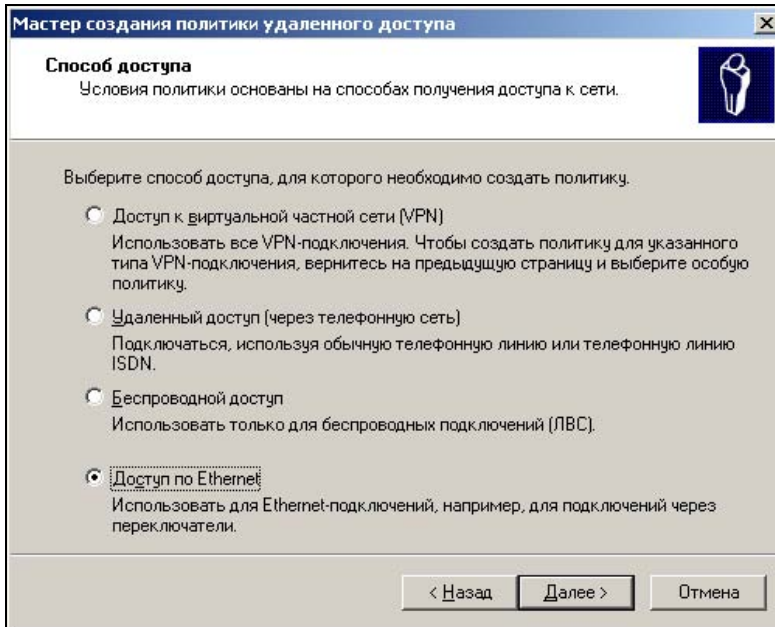 Мастер создания политики удаленного доступа
Способ доступа
Условия политики основаны на способах получения доступа к сети.
Выберите способ доступа, для которого необходимо создать политику.
Доступ к виртуальной частной сети (VPN)
Использовать все VPN-подключения. Чтобы создать политику для указанного
типа VPN-подключения, вернитесь на предыдущую страницу и выберите особую
политику.
Удаленный доступ (через телефонную сеть)
Подключаться, используя обычную телефонную линию или телефонную линию
ISDN.
Беспроводной доступ
Использовать только для беспроводных подключений (ЛВС).
Доступ по Ethernet
Использовать для Ethernet-подключений, например, для подключений через
переключатели.
< Назад
Далее >
Отмена